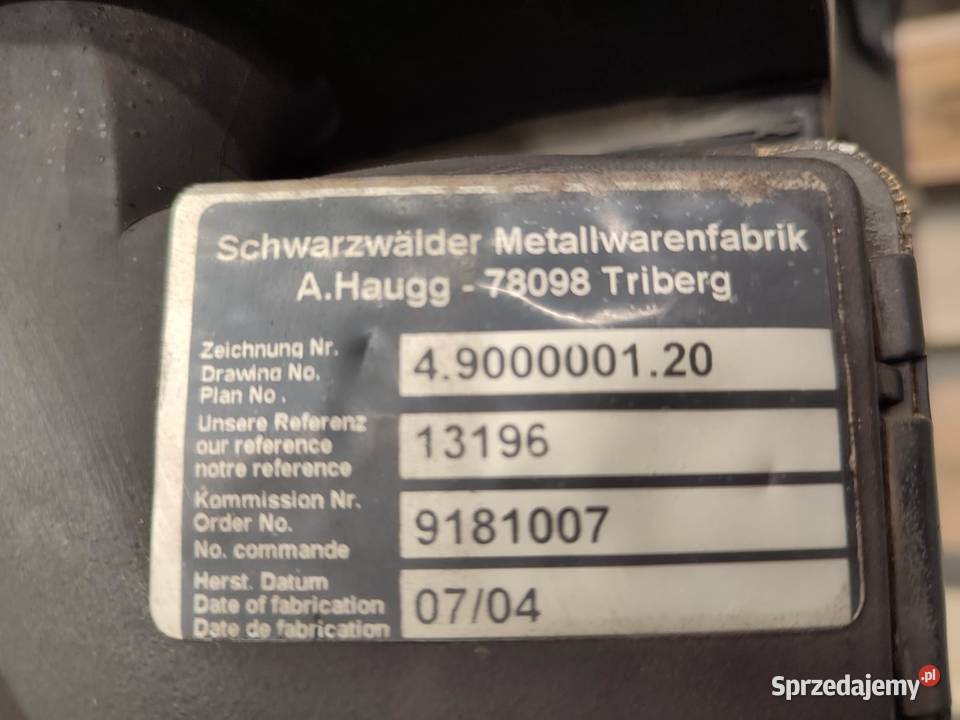 Schwarzwälder Metallwarenfabrik
A.Haugg - 78098 Triberg
Zeichnung Nr.
Drawing No.
Plan No.
4.9000001.20
Unsere Referenz
our reference
notre reference
13196
Kommission Nr.
Order No.
No. commande
9181007
Herst. Datum
Date of fabrication
Date de fabrication
07/04
Sprzedajemy.pl